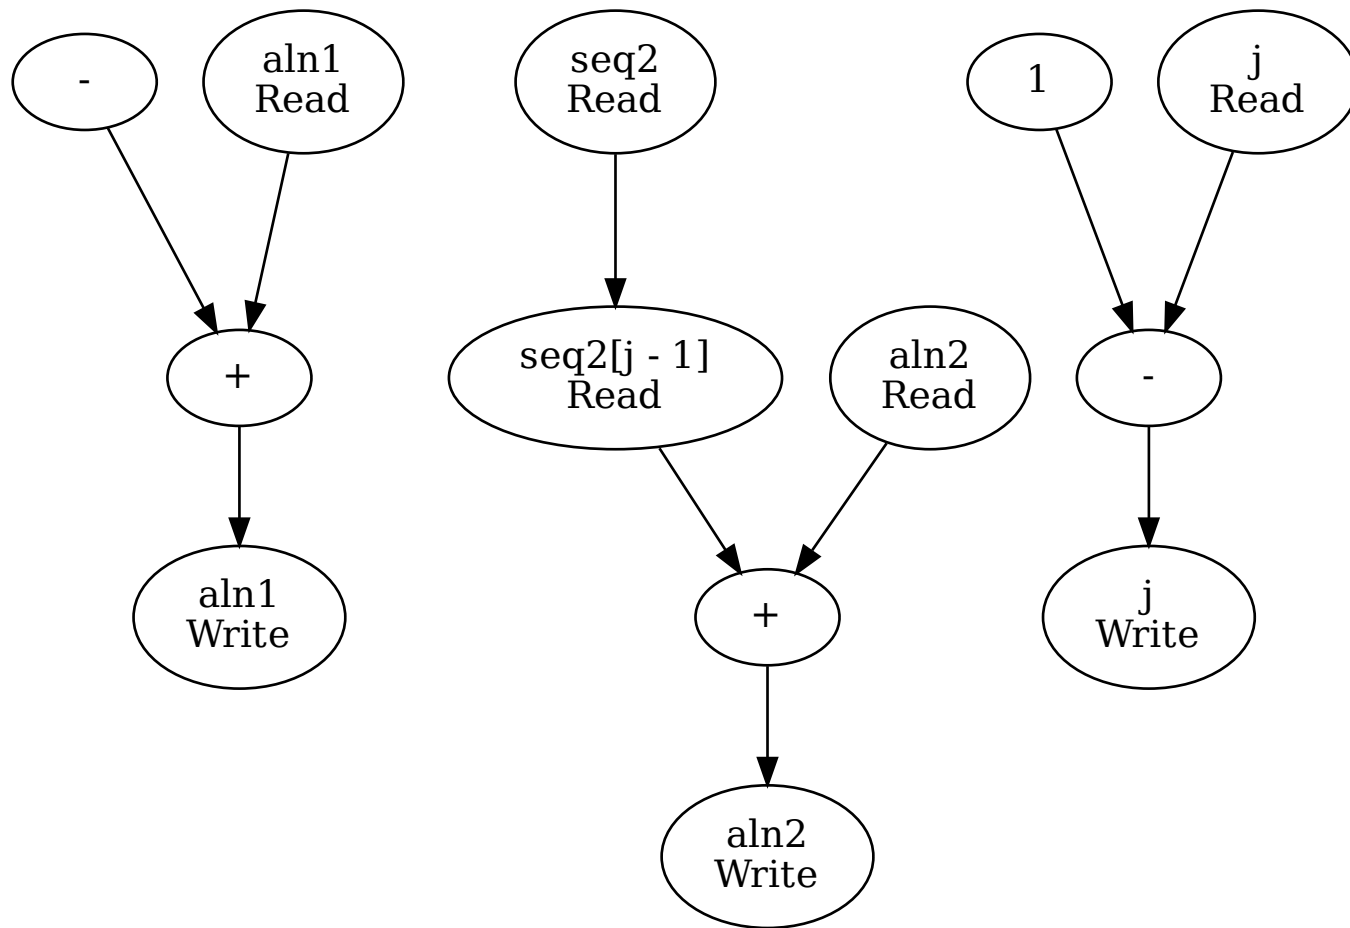 -
aln1
Read
seq2
Read
1
j
Read
+
seq2[j - 1]
Read
aln2
Read
-
aln1
Write
+
j
Write
aln2
Write